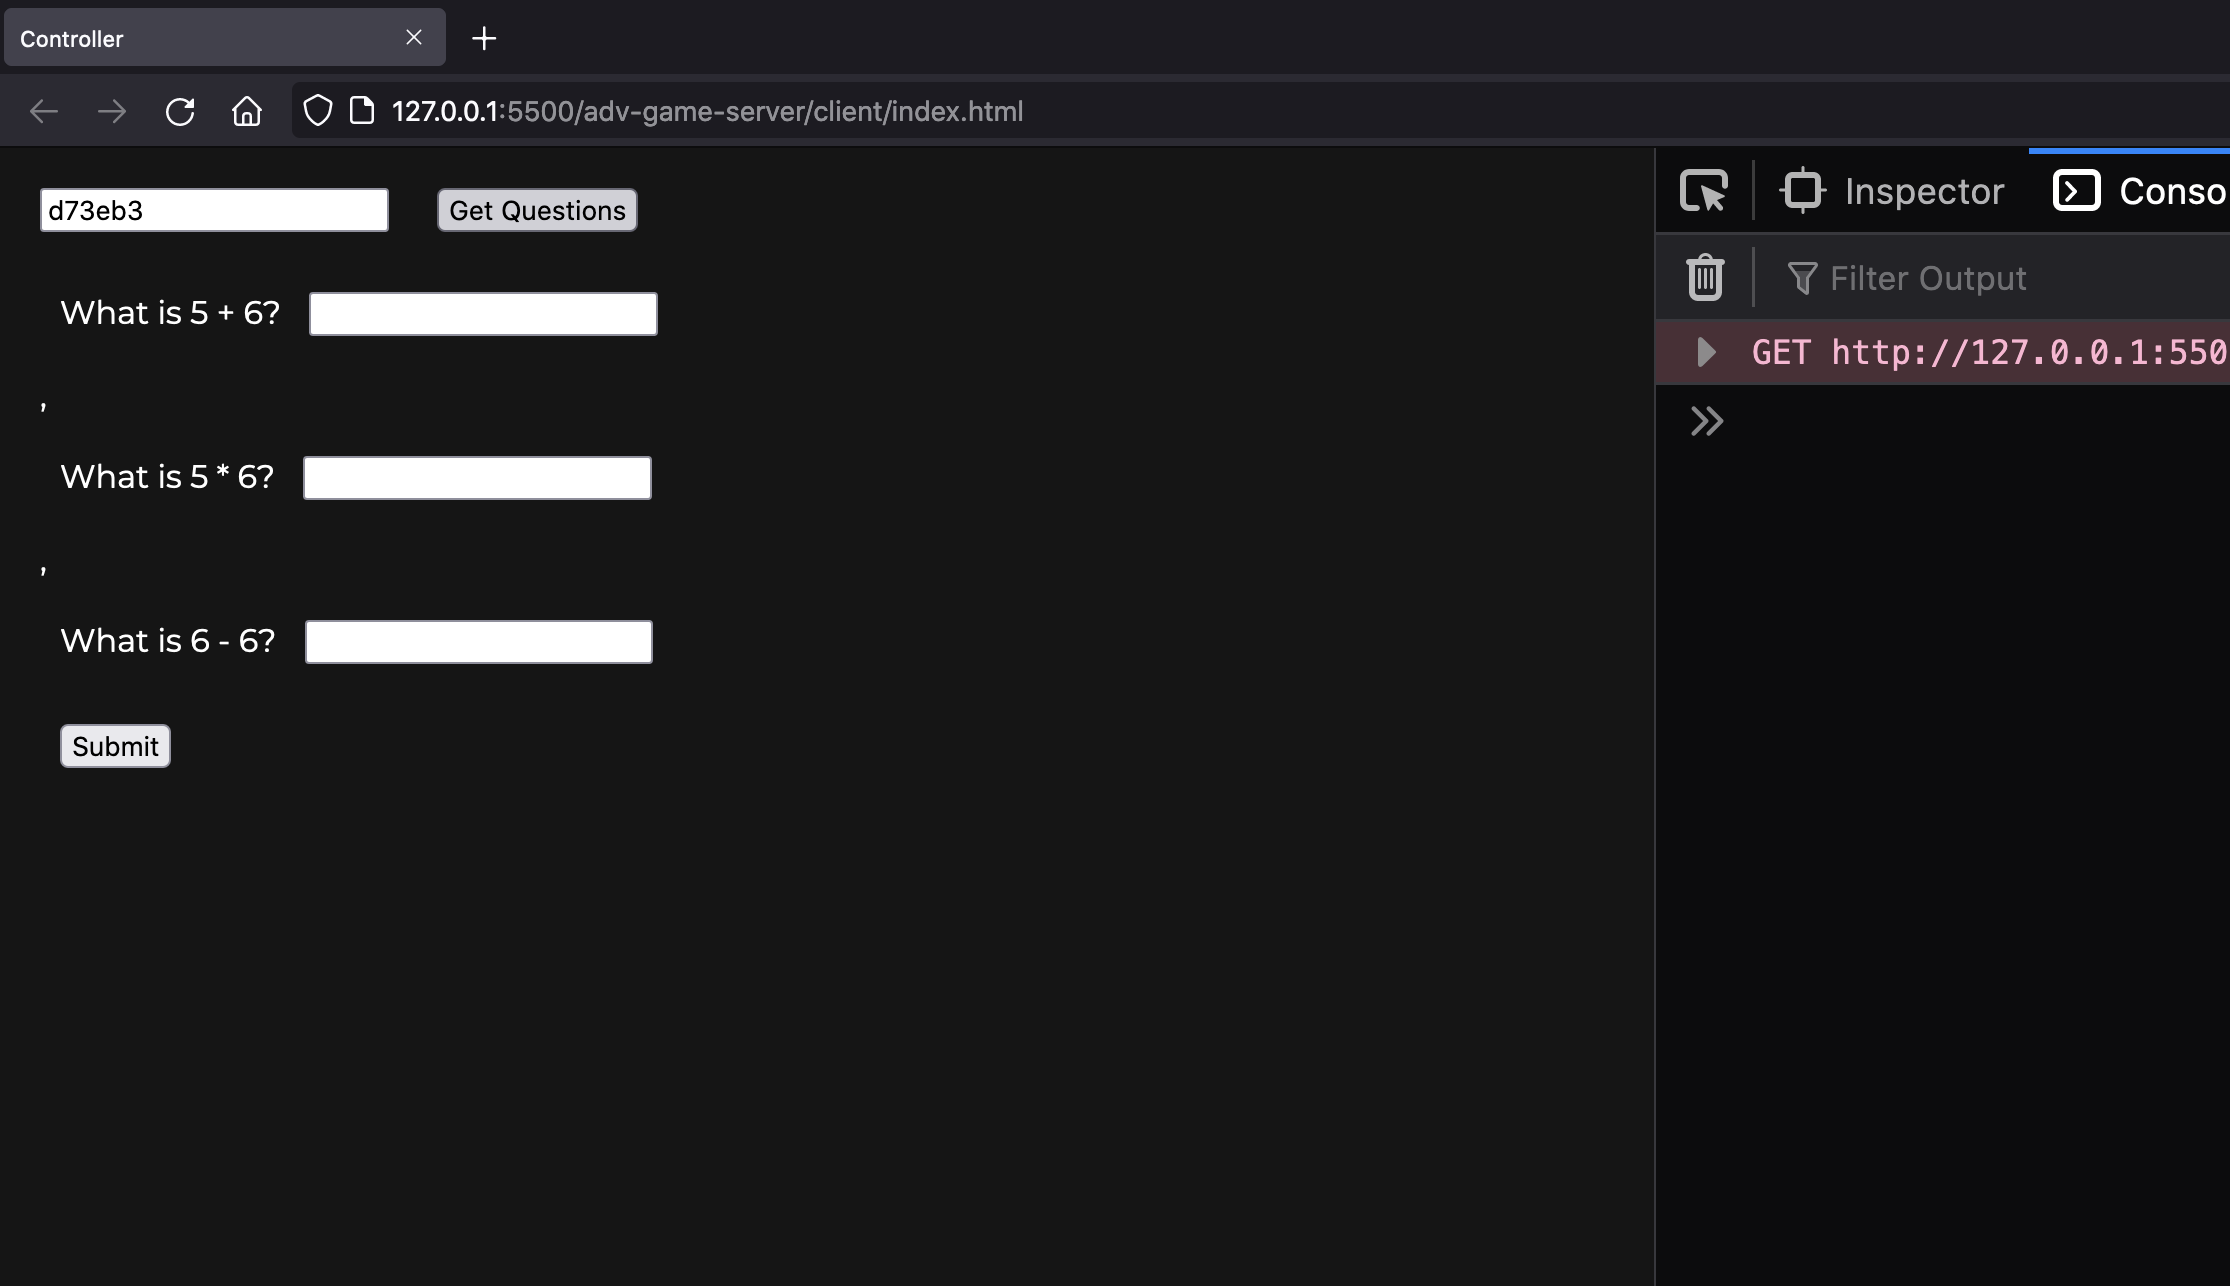 Controller
127.0.0.1:5500/adv-game-server/client/index.html
d73eb3
Get Questions
What is 5 + 6?
,
What is 5 * 6?
,
What is 6 - 6?
Submit
Inspector
Conso
Filter Output
GET http://127.0.0.1:550